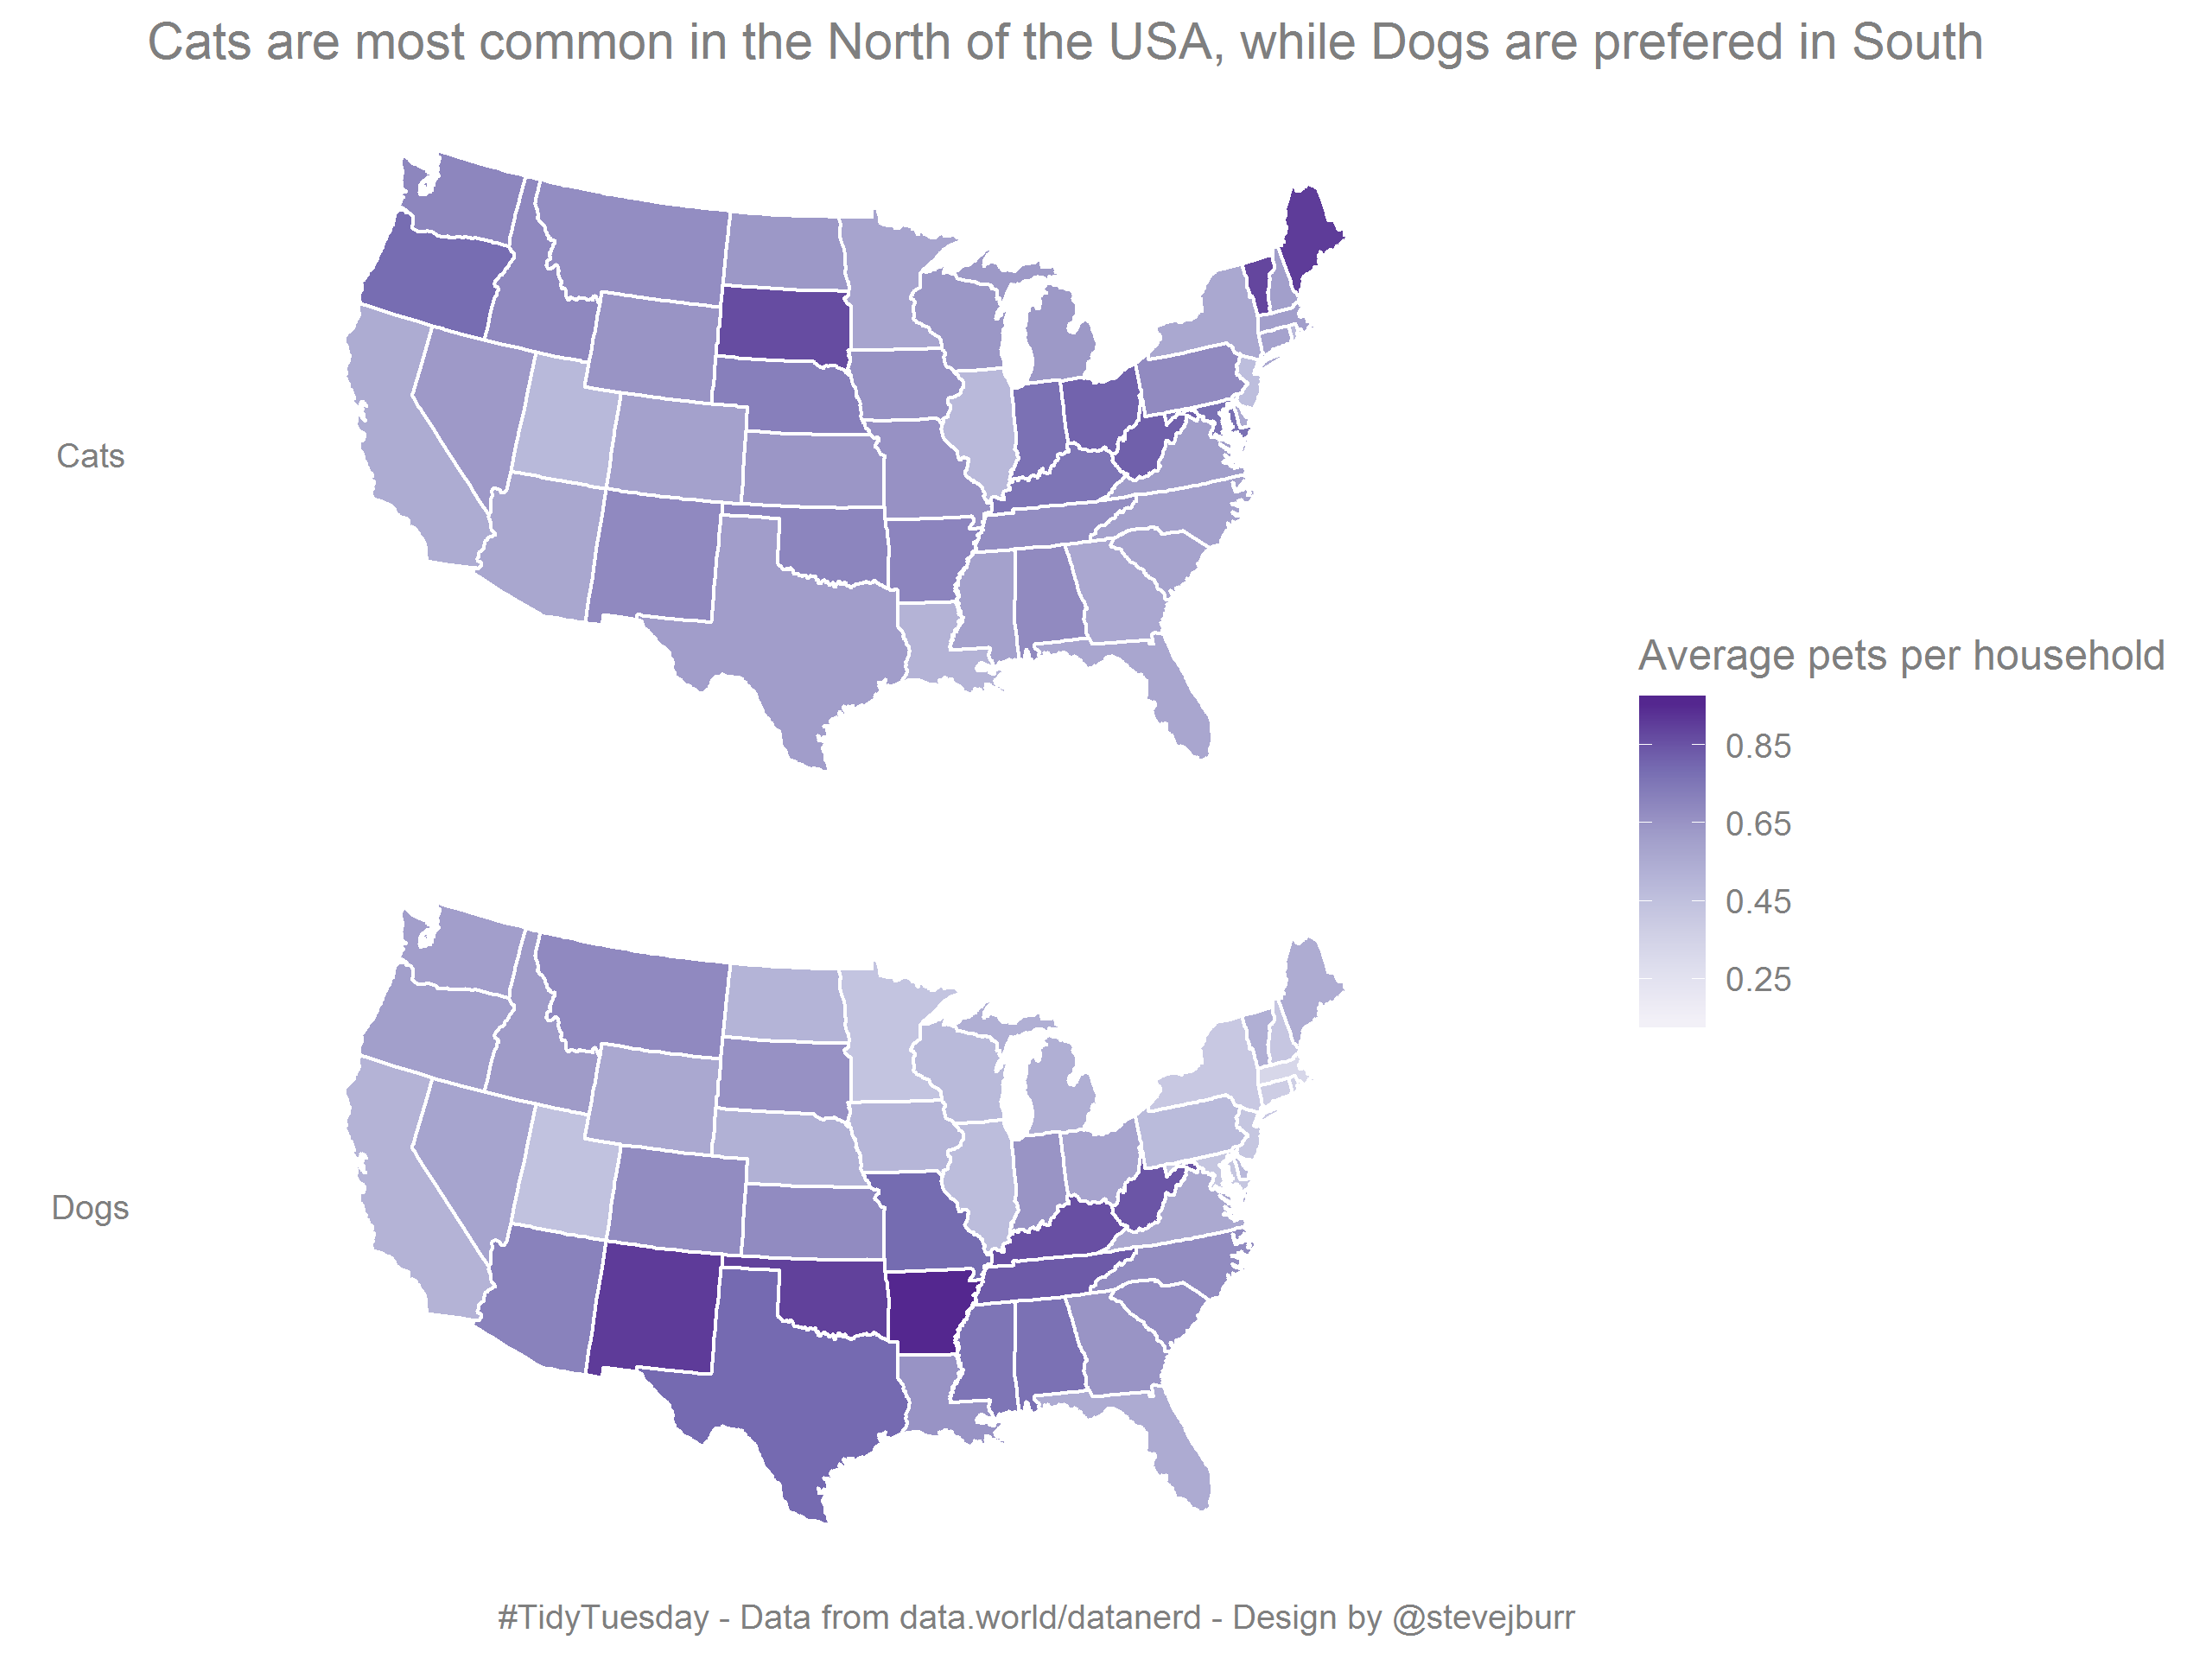 Cats are most common in the North of the USA, while Dogs are prefered in South
Cats
Average pets per household
0.85
0.65
0.45
0.25
Dogs
#TidyTuesday - Data from data.world/datanerd - Design by @stevejburr